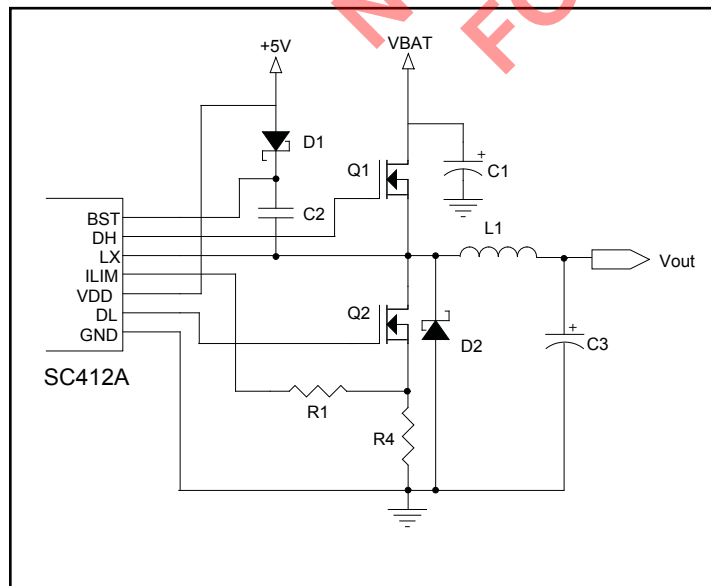 +5V
VBAT
D1
Q1
C1
BST
C2
DH
L1
LX
Vout
ILIM
VDD
Q2
DL
D2
C3
GND
SC412A
R1
R4